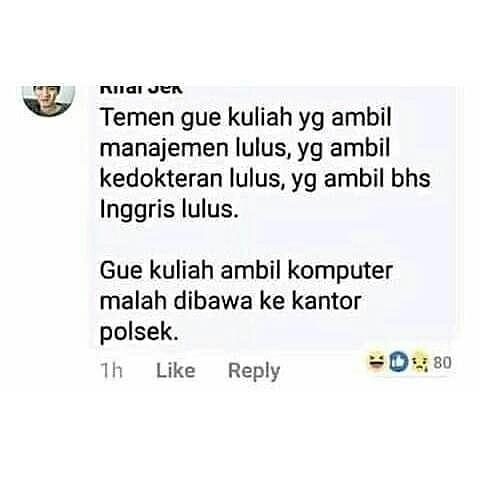 Temen gue kuliah yg ambil
manajemen lulus, yg ambil
kedokteran lulus, yg ambil bhs
Inggris lulus.
Gue kuliah ambil komputer
malah dibawa ke kantor
polsek.
1h Like Reply 80